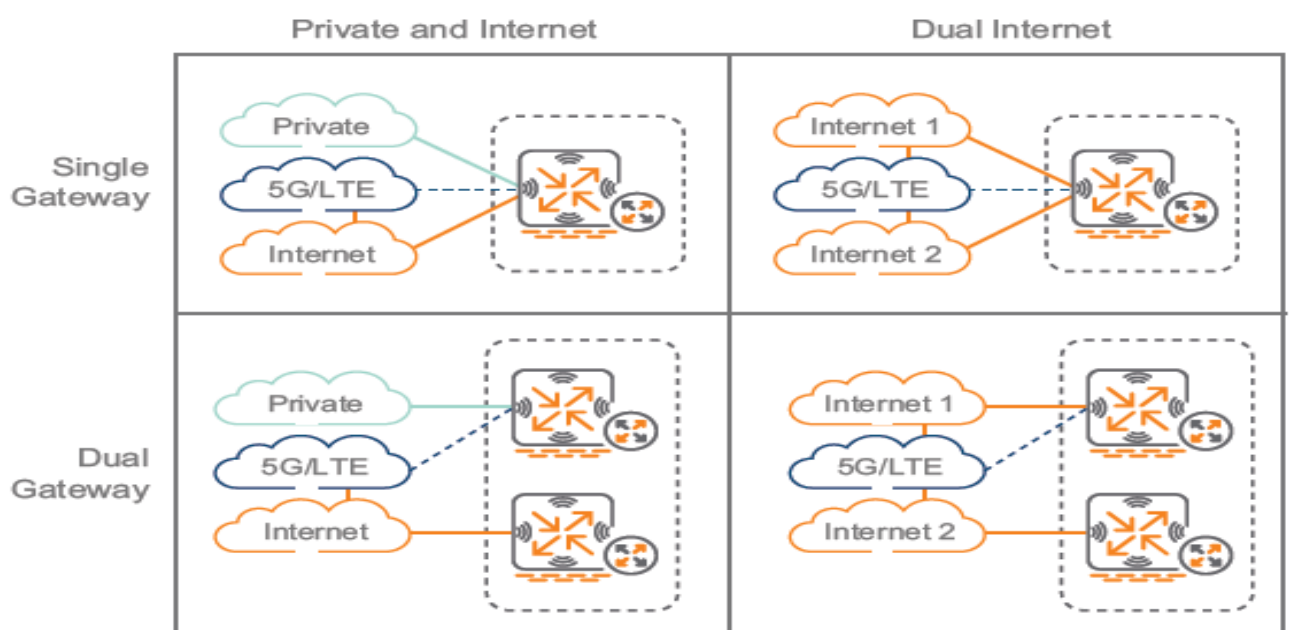 Private and Internet
Dual Internet
Single
Gateway
Private
5G/LTE
Internet
Internet 1
5G/LTE
Internet 2
Dual
Gateway
Private
5G/LTE
Internet
Internet 1
5G/LTE
Internet 2